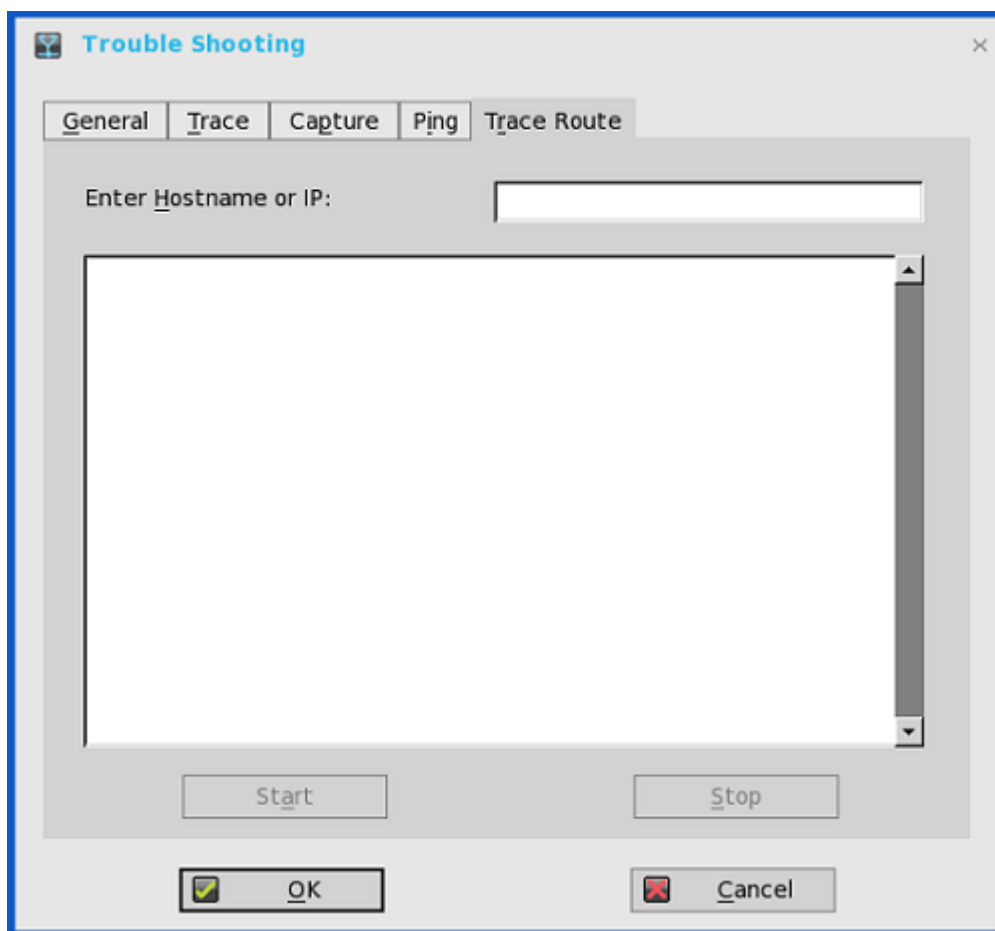 Trouble Shooting
General Trace Capture Ping Trace Route
Enter Hostname or IP:
Start Stop
OK Cancel